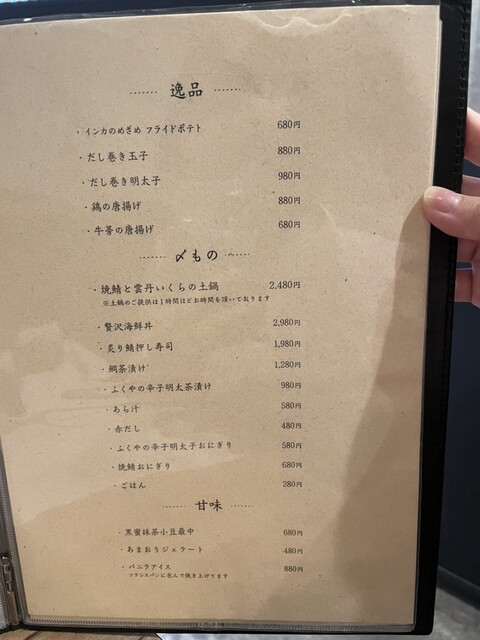 逸品
・インカのめざめ フライドポテト 680円
・だし巻き玉子 880円
・だし巻き明太子 980円
・鶏の唐揚げ 880円
・牛蒡の唐揚げ 680円
〆もの
・焼鯖と雲丹いくらの土鍋 2,480円
※土鍋のご提供は1時間ほどお時間を頂いております
・贅沢海鮮丼 2,980円
・炙り鯖押し寿司 1,980円
・鯛茶漬け 1,280円
・ふくやの辛子明太茶漬け 980円
・あら汁 580円
・赤だし 480円
・ふくやの辛子明太子おにぎり 580円
・焼鯖おにぎり 680円
・ごはん 280円
甘味
・黒蜜抹茶小豆最中 680円
・あまおうジェラート 480円
・バニラアイス 880円
フランスパンに包んで焼き上げてます